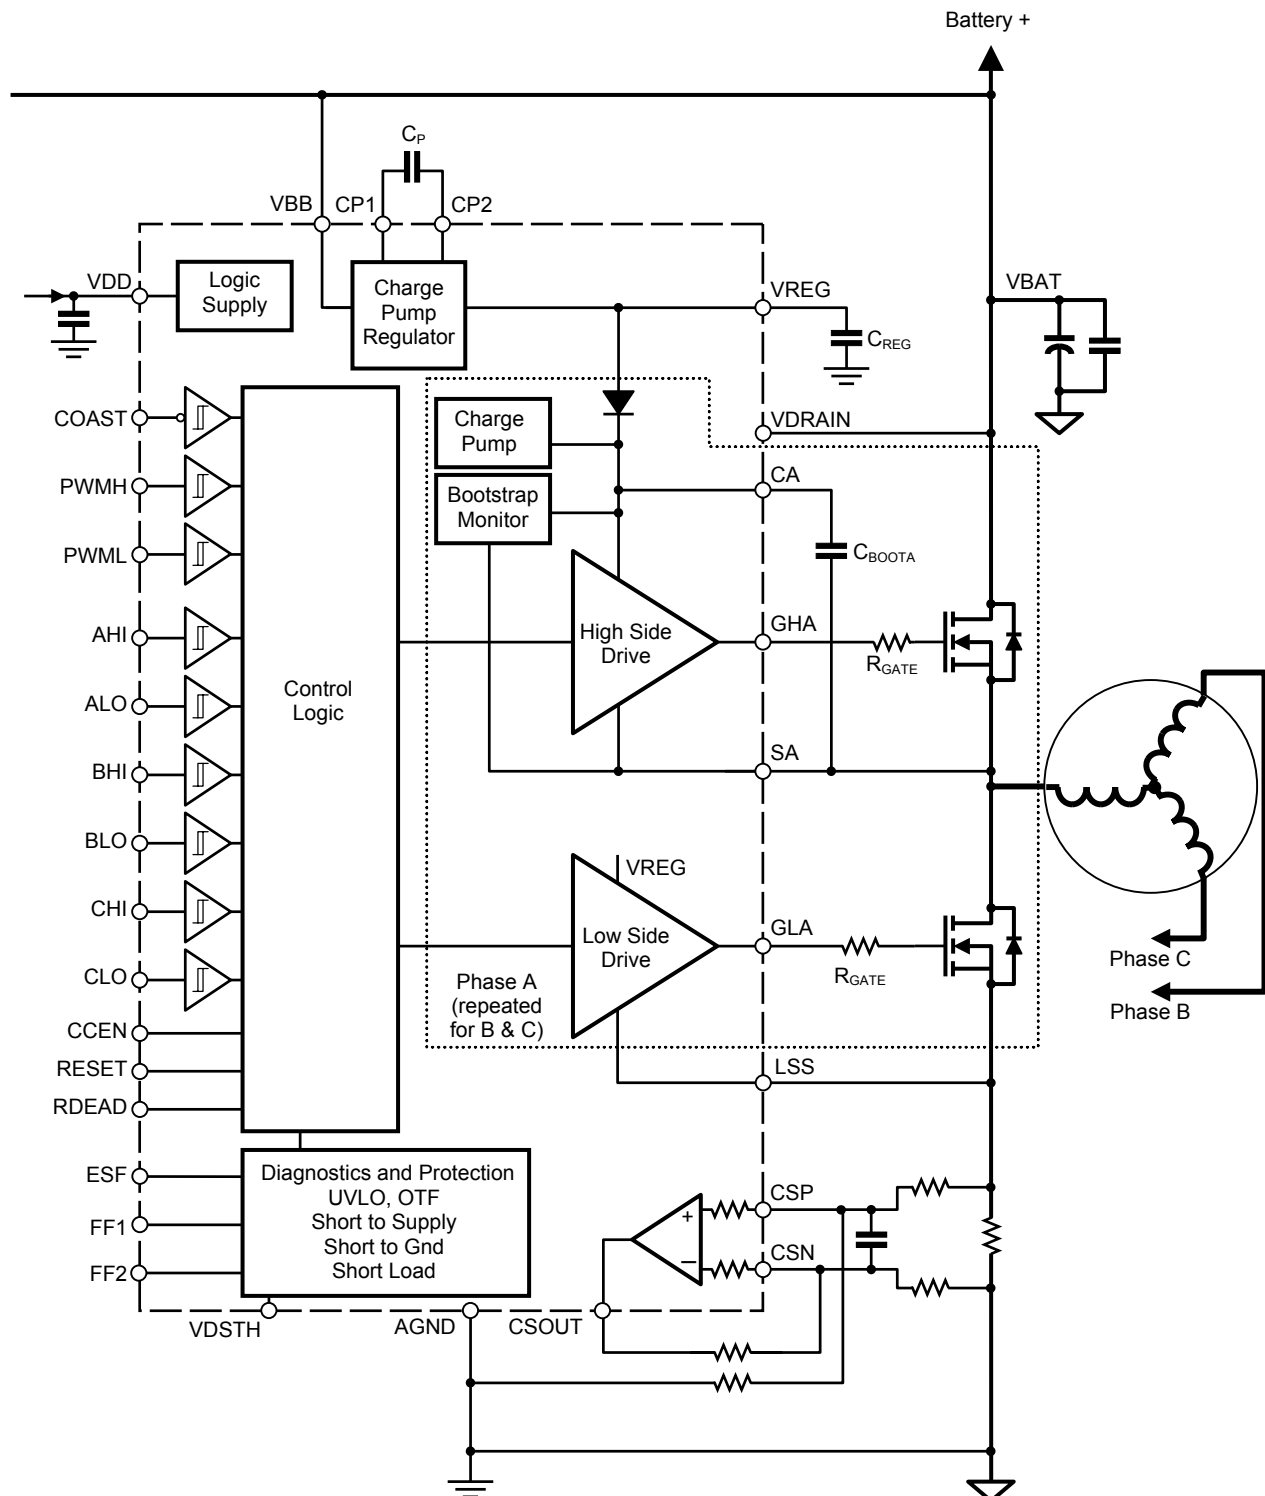 Battery +
CP
VBB
CP1
CP2
VDD
Logic
Supply
Charge
Pump
Regulator
VREG
CREG
VBAT
COAST
Charge
Pump
VDRAIN
PWMH
Bootstrap
Monitor
CA
PWML
CBOOTA
AHI
High Side
Drive
GHA
RGATE
Control
Logic
ALO
BHI
SA
BLO
VREG
CHI
Low Side
Drive
GLA
RGATE
CLO
Phase A
(repeated
for B & C)
Phase C
Phase B
CCEN
RESET
LSS
RDEAD
ESF
Diagnostics and Protection
UVLO, OTF
Short to Supply
Short to Gnd
Short Load
FF1
FF2
+
CSP
–
CSN
VDSTH
AGND
CSOUT